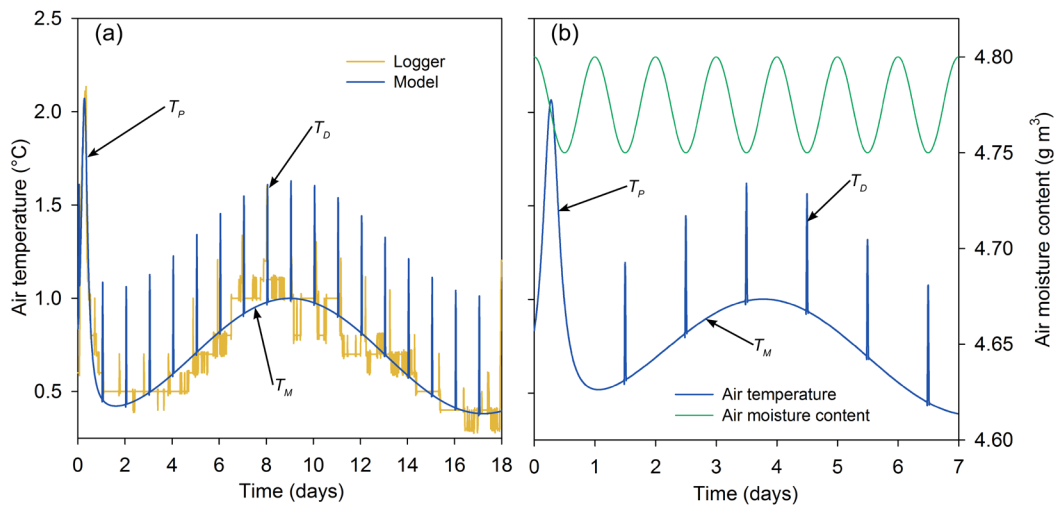 (a)
Logger
Model
T_P
T_D
T_M
Air temperature (°C)
2.5
2.0
1.5
1.0
0.5
0 2 4 6 8 10 12 14 16 18
Time (days)
(b)
T_P
T_D
T_M
Air temperature
Air moisture content
4.80
4.75
4.70
4.65
4.60
Air moisture content (g m³)
0 1 2 3 4 5 6 7
Time (days)